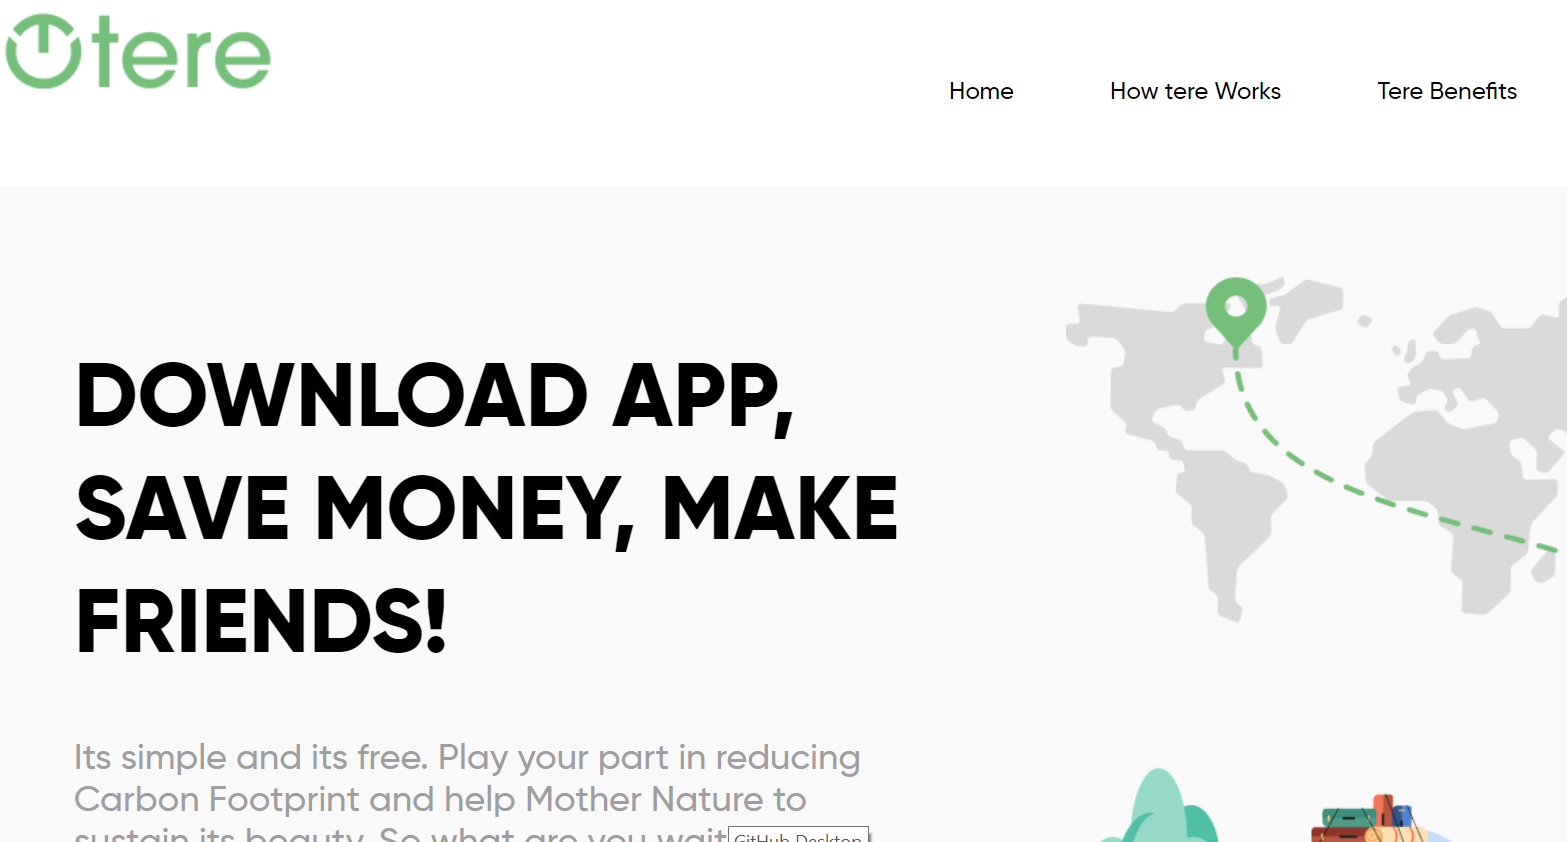 tere
Home
How tere Works
Tere Benefits
DOWNLOAD APP,
SAVE MONEY, MAKE
FRIENDS!
Its simple and its free. Play your part in reducing
Carbon Footprint and help Mother Nature to
sustain its beauty. So what are you wait
GitHub Desktop